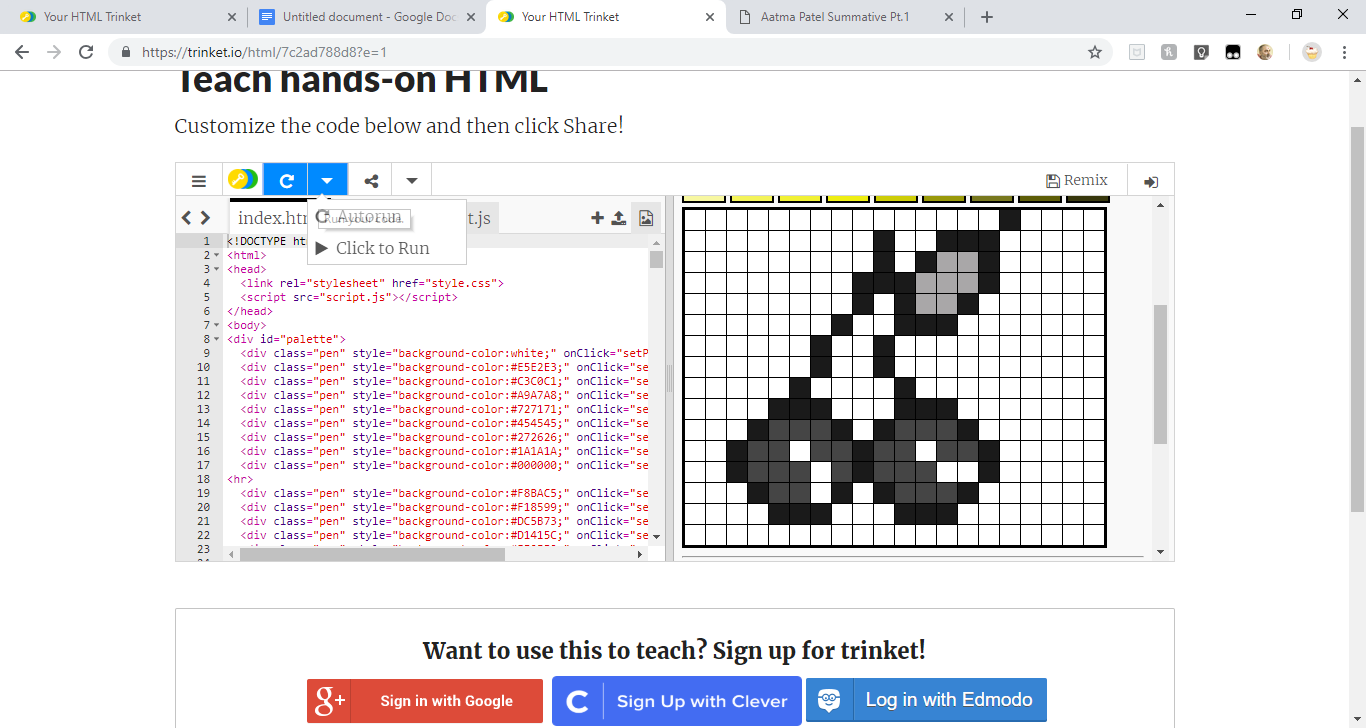 Your HTML Trinket
Untitled document - Google Doc
Your HTML Trinket
Aatma Patel Summative Pt.1
https://trinket.io/html/7c2ad788d8?e=1
Teach hands-on HTML
Customize the code below and then click Share!
Remix
index.htm
t.js
Autorun
Run your code.
Click to Run
1 <!DOCTYPE ht
2 <html>
3 <head>
4 <link rel="stylesheet" href="style.css">
5 <script src="script.js"></script>
6 </head>
7 <body>
8 <div id="palette">
9 <div class="pen" style="background-color:white;" onClick="setP
10 <div class="pen" style="background-color:#E5E2E3;" onClick="se
11 <div class="pen" style="background-color:#C3C0C1;" onClick="se
12 <div class="pen" style="background-color:#A9A7A8;" onClick="se
13 <div class="pen" style="background-color:#727171;" onClick="se
14 <div class="pen" style="background-color:#454545;" onClick="se
15 <div class="pen" style="background-color:#272626;" onClick="se
16 <div class="pen" style="background-color:#1A1A1A;" onClick="se
17 <div class="pen" style="background-color:#000000;" onClick="se
18 <hr>
19 <div class="pen" style="background-color:#F8BAC5;" onClick="se
20 <div class="pen" style="background-color:#F18599;" onClick="se
21 <div class="pen" style="background-color:#DC5B73;" onClick="se
22 <div class="pen" style="background-color:#D1415C;" onClick="se
23
Want to use this to teach? Sign up for trinket!
g+ Sign in with Google
C Sign Up with Clever
Log in with Edmodo